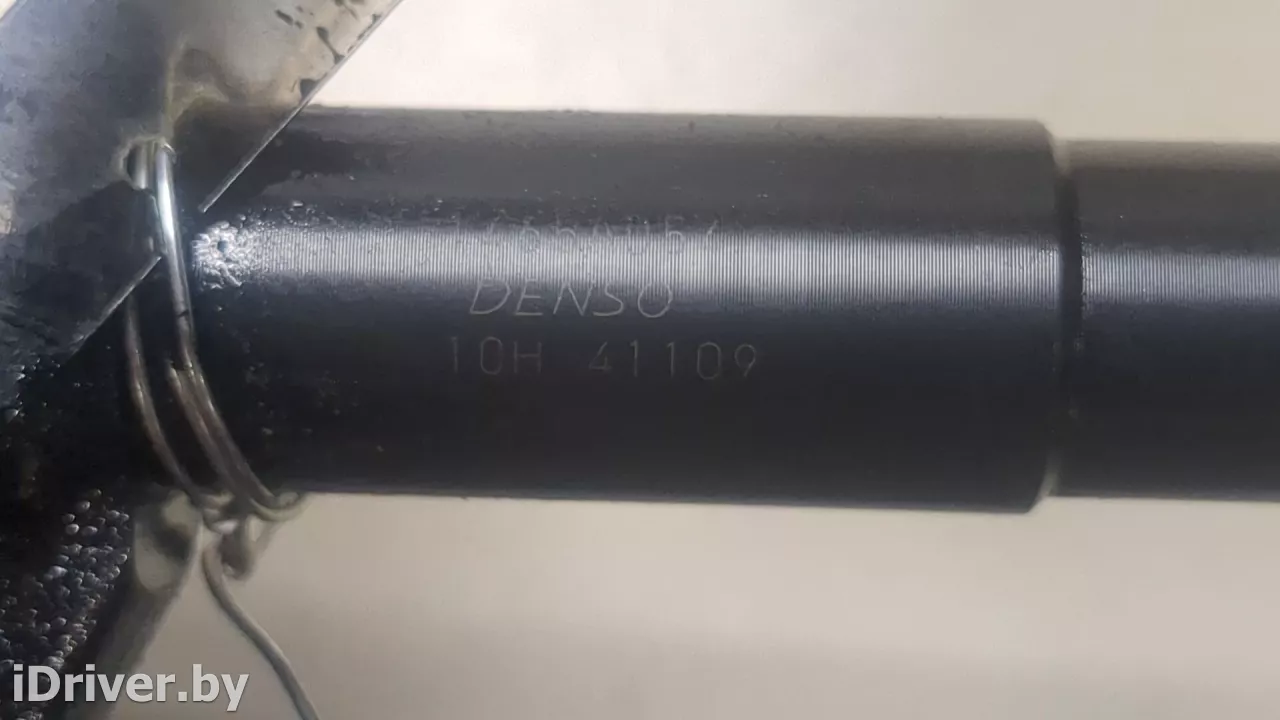 DENSO
10H 41109
iDriver.by